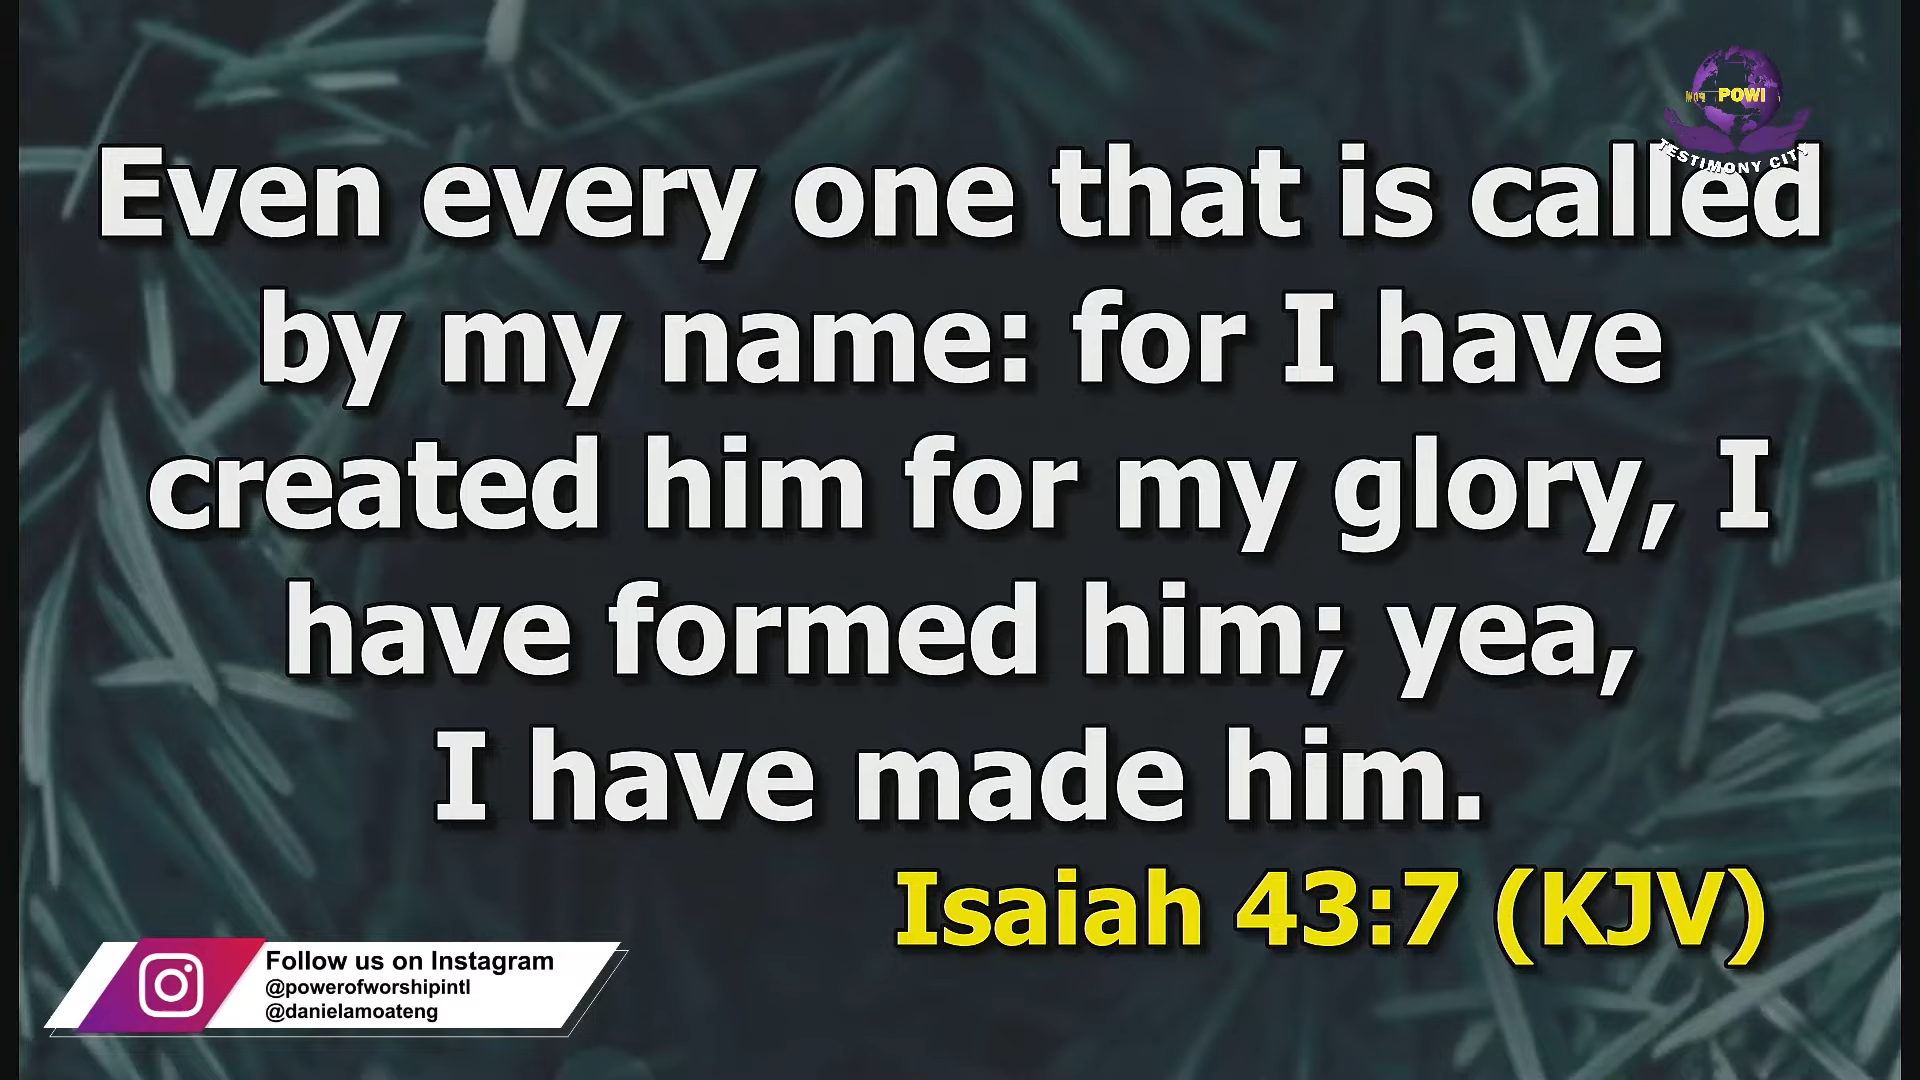 POWI
TESTIMONY CITY
Even every one that is called
by my name: for I have
created him for my glory, I
have formed him; yea,
I have made him.
Isaiah 43:7 (KJV)
Follow us on Instagram
@powerofworshipintl
@danielamoateng